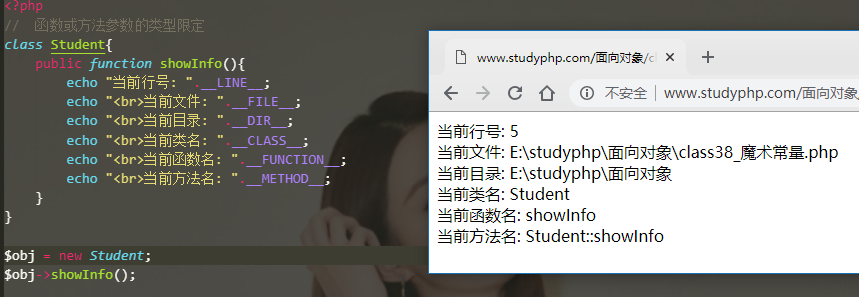 <?php
// 函数或方法参数的类型限定
class Student{
public function showInfo(){
echo "当前行号: ".__LINE__;
echo "<br>当前文件: ".__FILE__;
echo "<br>当前目录: ".__DIR__;
echo "<br>当前类名: ".__CLASS__;
echo "<br>当前函数名: ".__FUNCTION__;
echo "<br>当前方法名: ".__METHOD__;
}
}
$obj = new Student;
$obj->showInfo();
www.studyphp.com/面向对象/c
不安全 | www.studyphp.com/面向对象
当前行号: 5
当前文件: E:\studyphp\面向对象\class38_魔术常量.php
当前目录: E:\studyphp\面向对象
当前类名: Student
当前函数名: showInfo
当前方法名: Student::showInfo